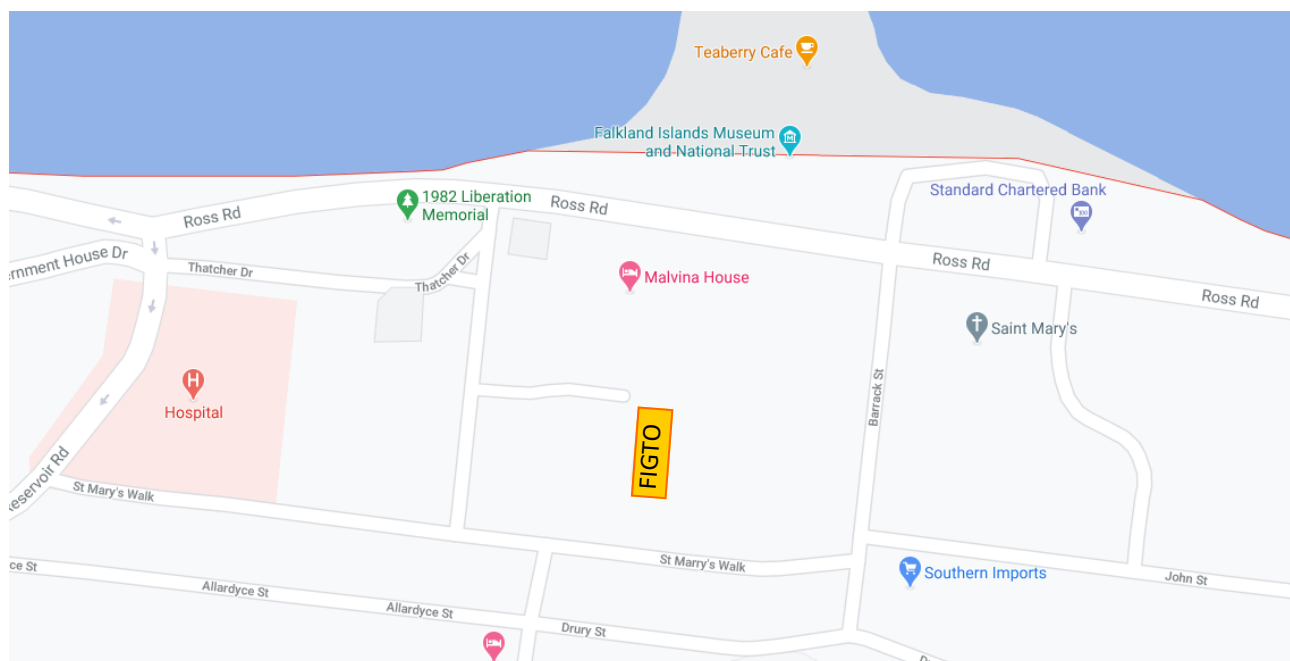 Teaberry Cafe
Falkland Islands Museum
and National Trust
Standard Chartered Bank
1982 Liberation
Memorial
Ross Rd
Ross Rd
Ross Rd
Ross Rd
ernment House Dr
Thatcher Dr
Thatcher Dr
Malvina House
Saint Mary's
Barrack St
H
Hospital
FIGTO
Reservoir Rd
St Mary's Walk
St Marry's Walk
Southern Imports
John St
ce St
Allardyce St
Allardyce St
Drury St
D